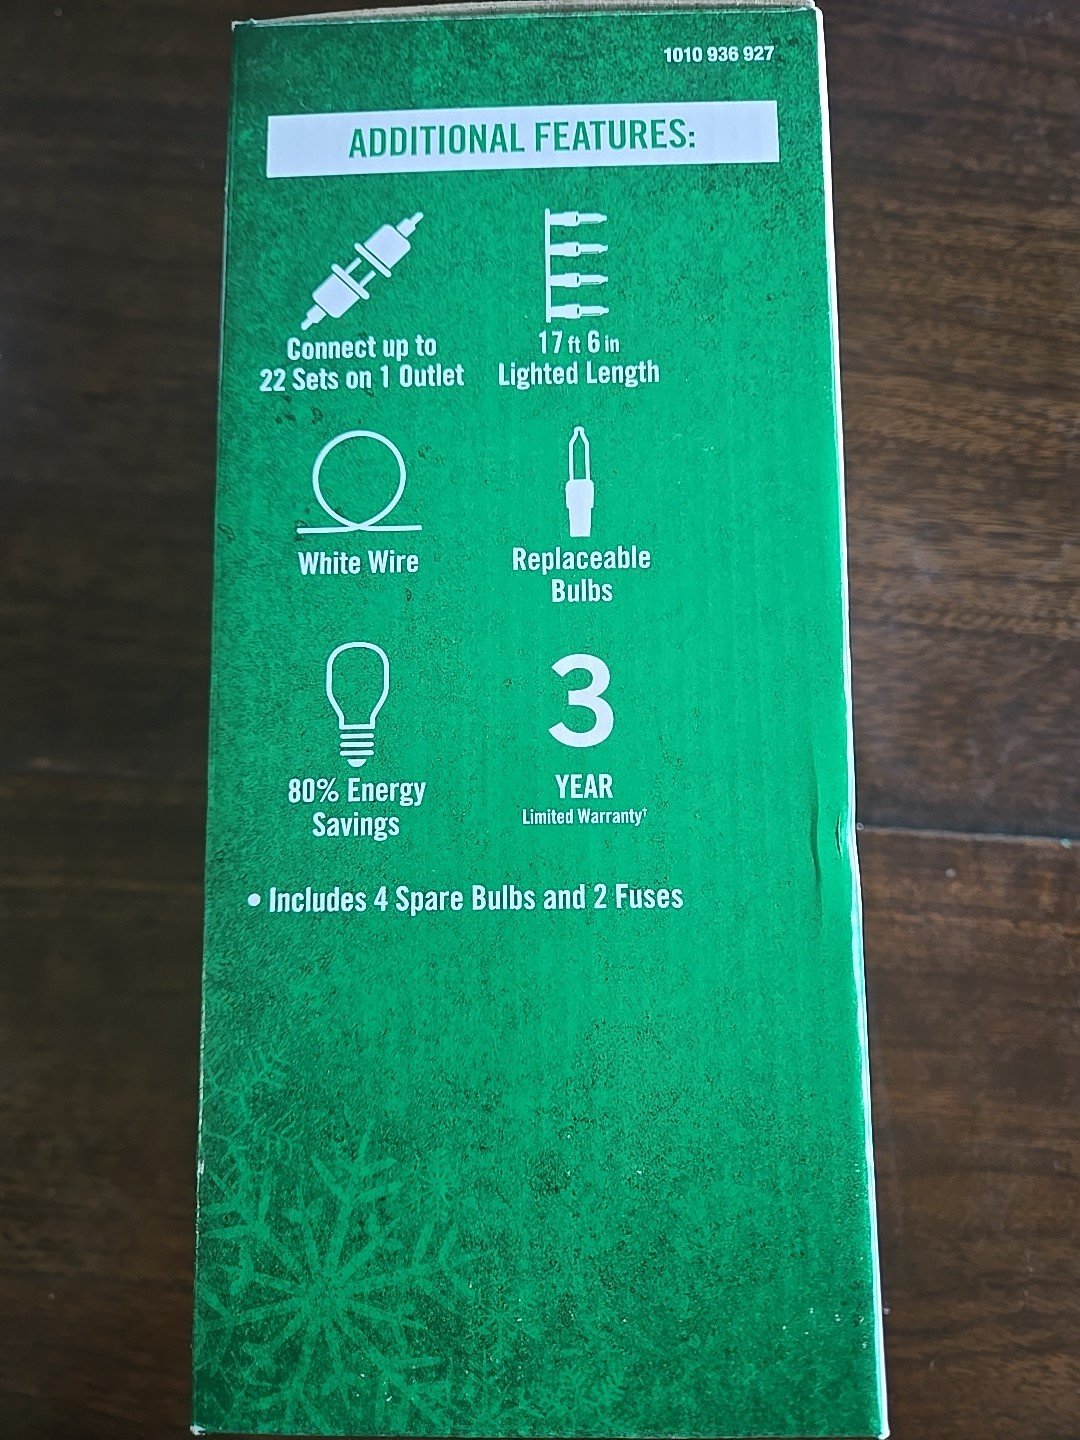 1010 936 927
ADDITIONAL FEATURES:
Connect up to
22 Sets on 1 Outlet
17 ft 6 in
Lighted Length
White Wire
Replaceable
Bulbs
80% Energy
Savings
3
YEAR
Limited Warranty†
• Includes 4 Spare Bulbs and 2 Fuses